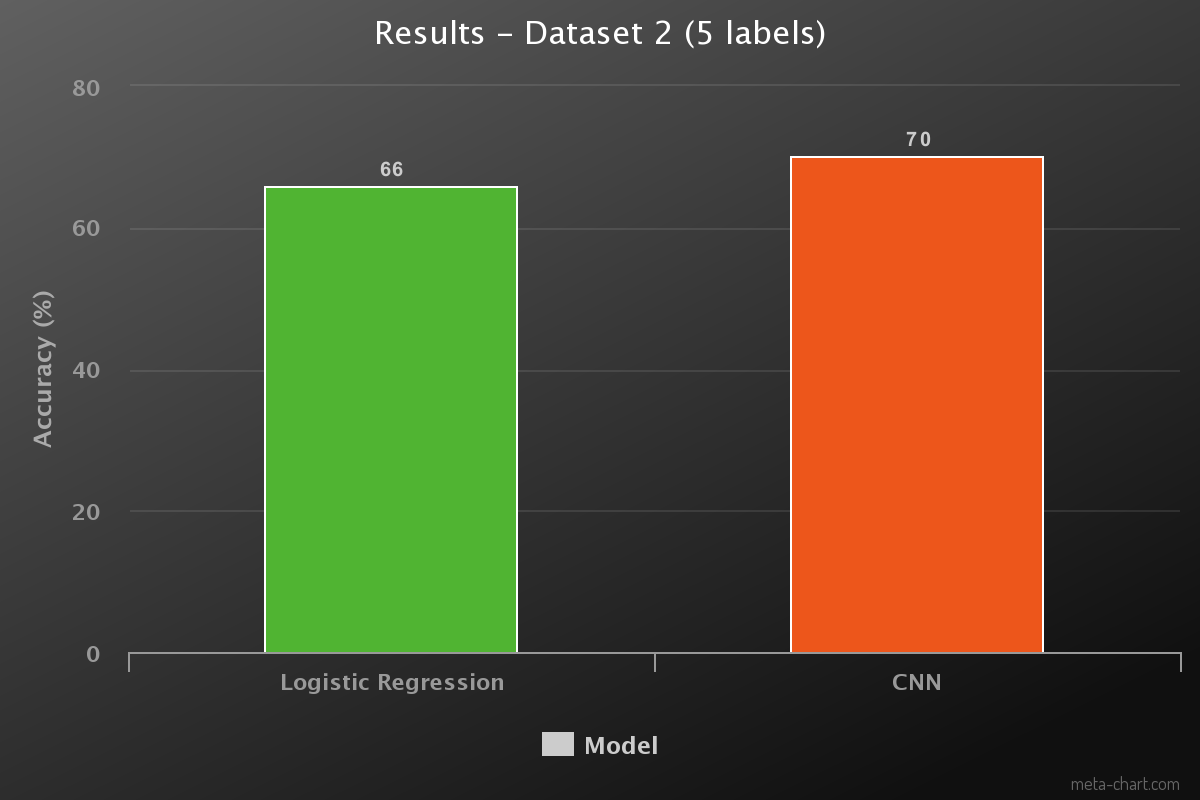 Results – Dataset 2 (5 labels)
80
60
40
20
0
Accuracy (%)
66
70
Logistic Regression
CNN
Model
meta-chart.com